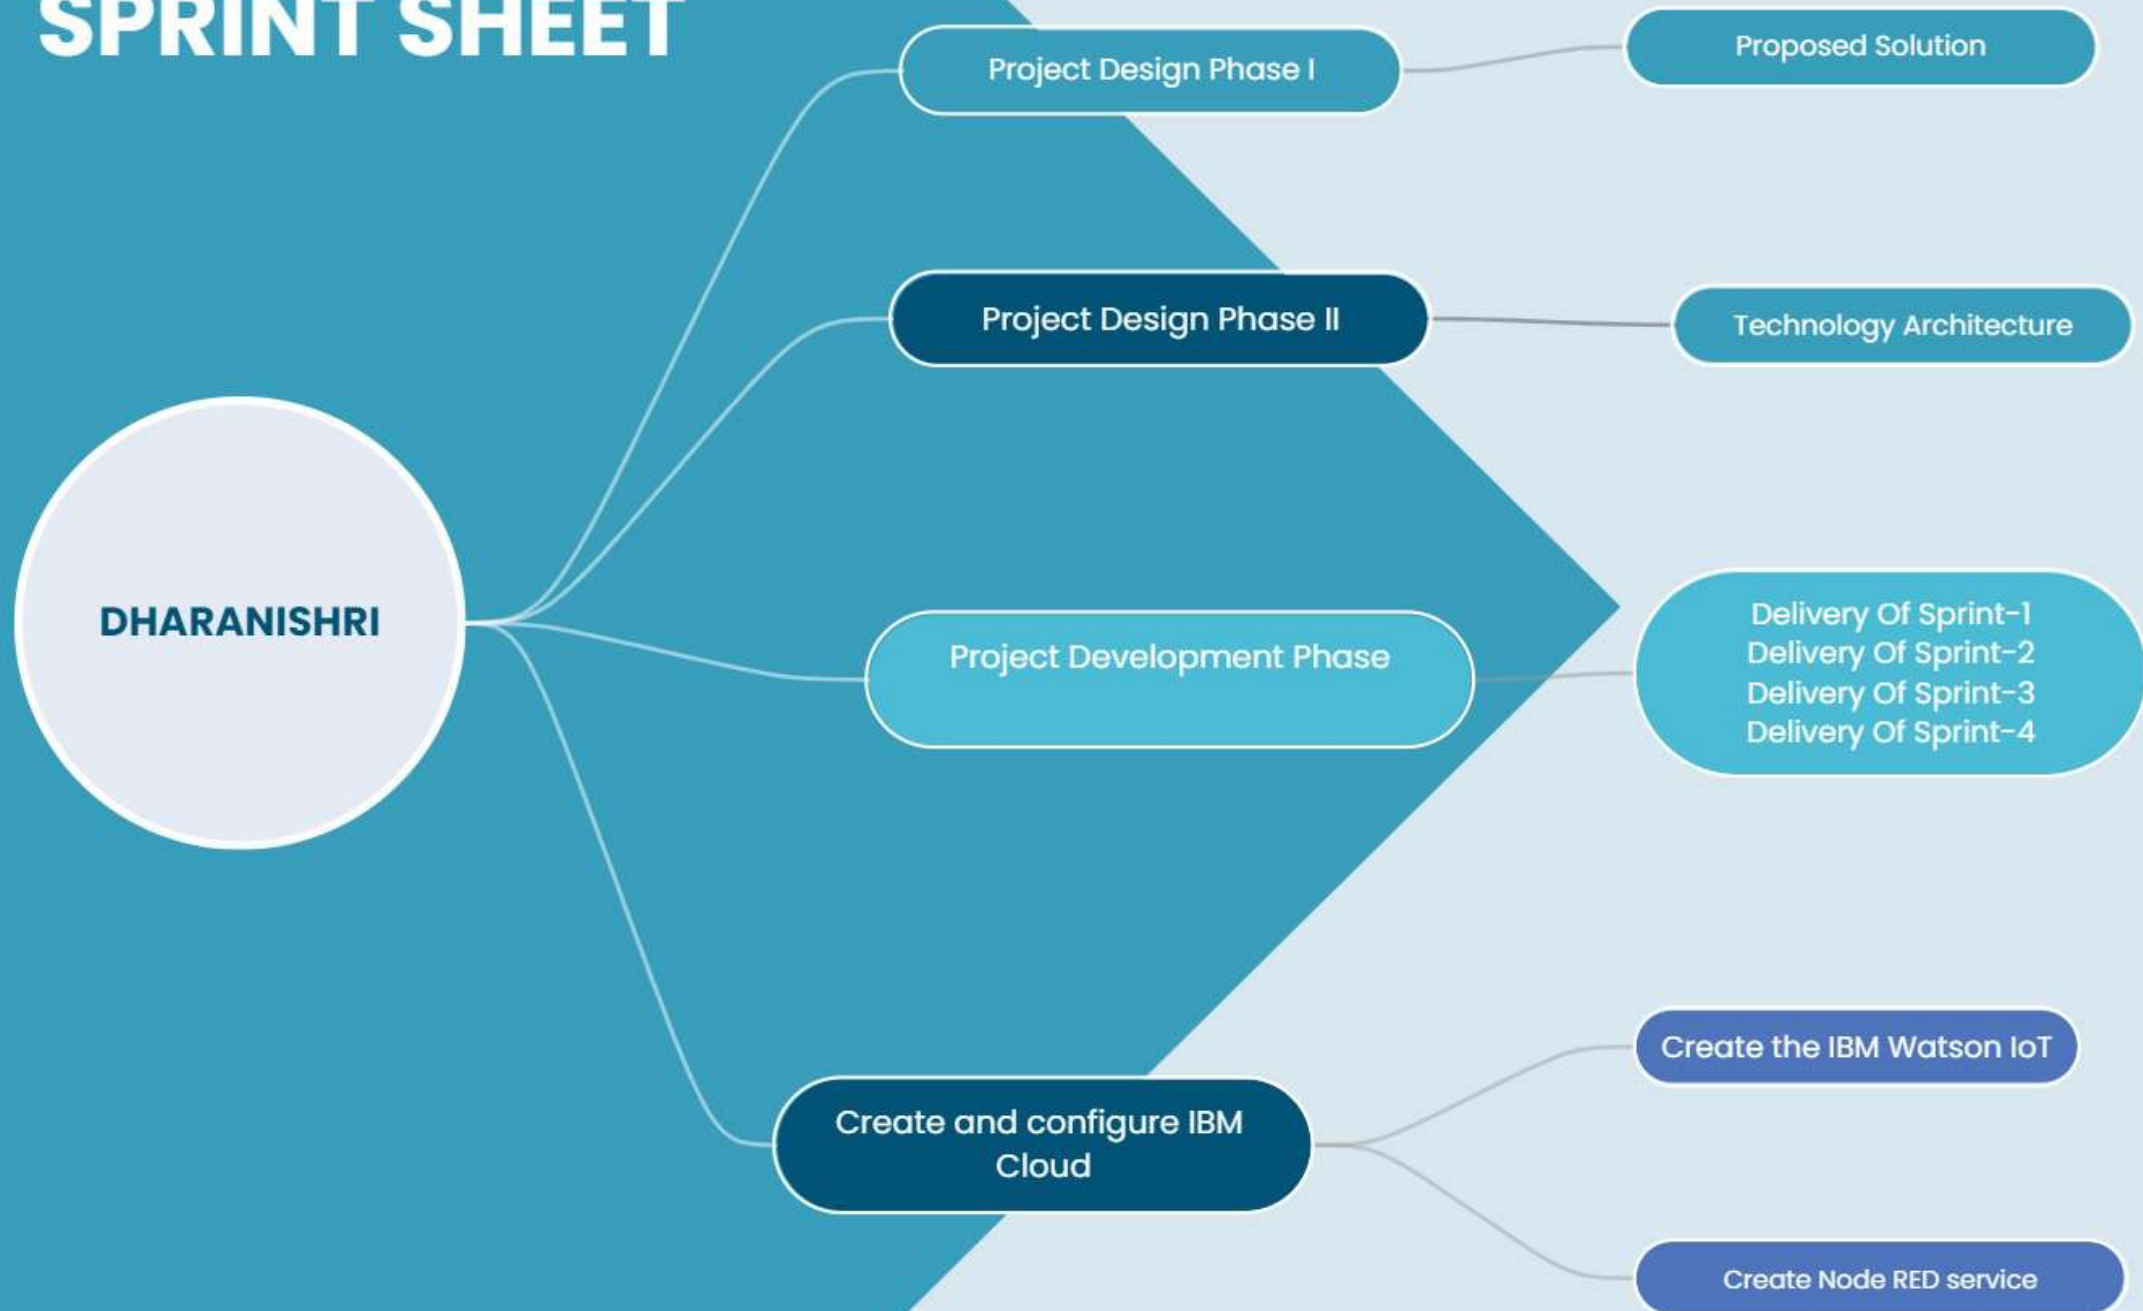 SPRINT SHEET
Project Design Phase I
Proposed Solution
Project Design Phase II
Technology Architecture
DHARANISHRI
Project Development Phase
Delivery Of Sprint-1
Delivery Of Sprint-2
Delivery Of Sprint-3
Delivery Of Sprint-4
Create and configure IBM
Cloud
Create the IBM Watson IoT
Create Node RED service